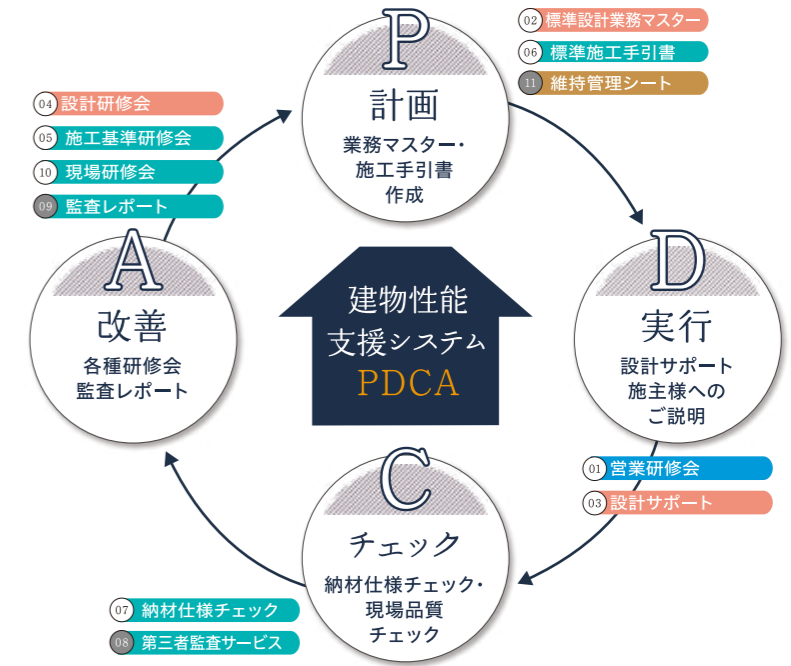 P
計画
業務マスター・
施工手引書
作成
02 標準設計業務マスター
06 標準施工手引書
11 維持管理シート
D
実行
設計サポート
施主様への
ご説明
01 営業研修会
03 設計サポート
C
チェック
納材仕様チェック・
現場品質
チェック
07 納材仕様チェック
08 第三者監査サービス
A
改善
各種研修会
監査レポート
04 設計研修会
05 施工基準研修会
10 現場研修会
09 監査レポート
建物性能
支援システム
PDCA